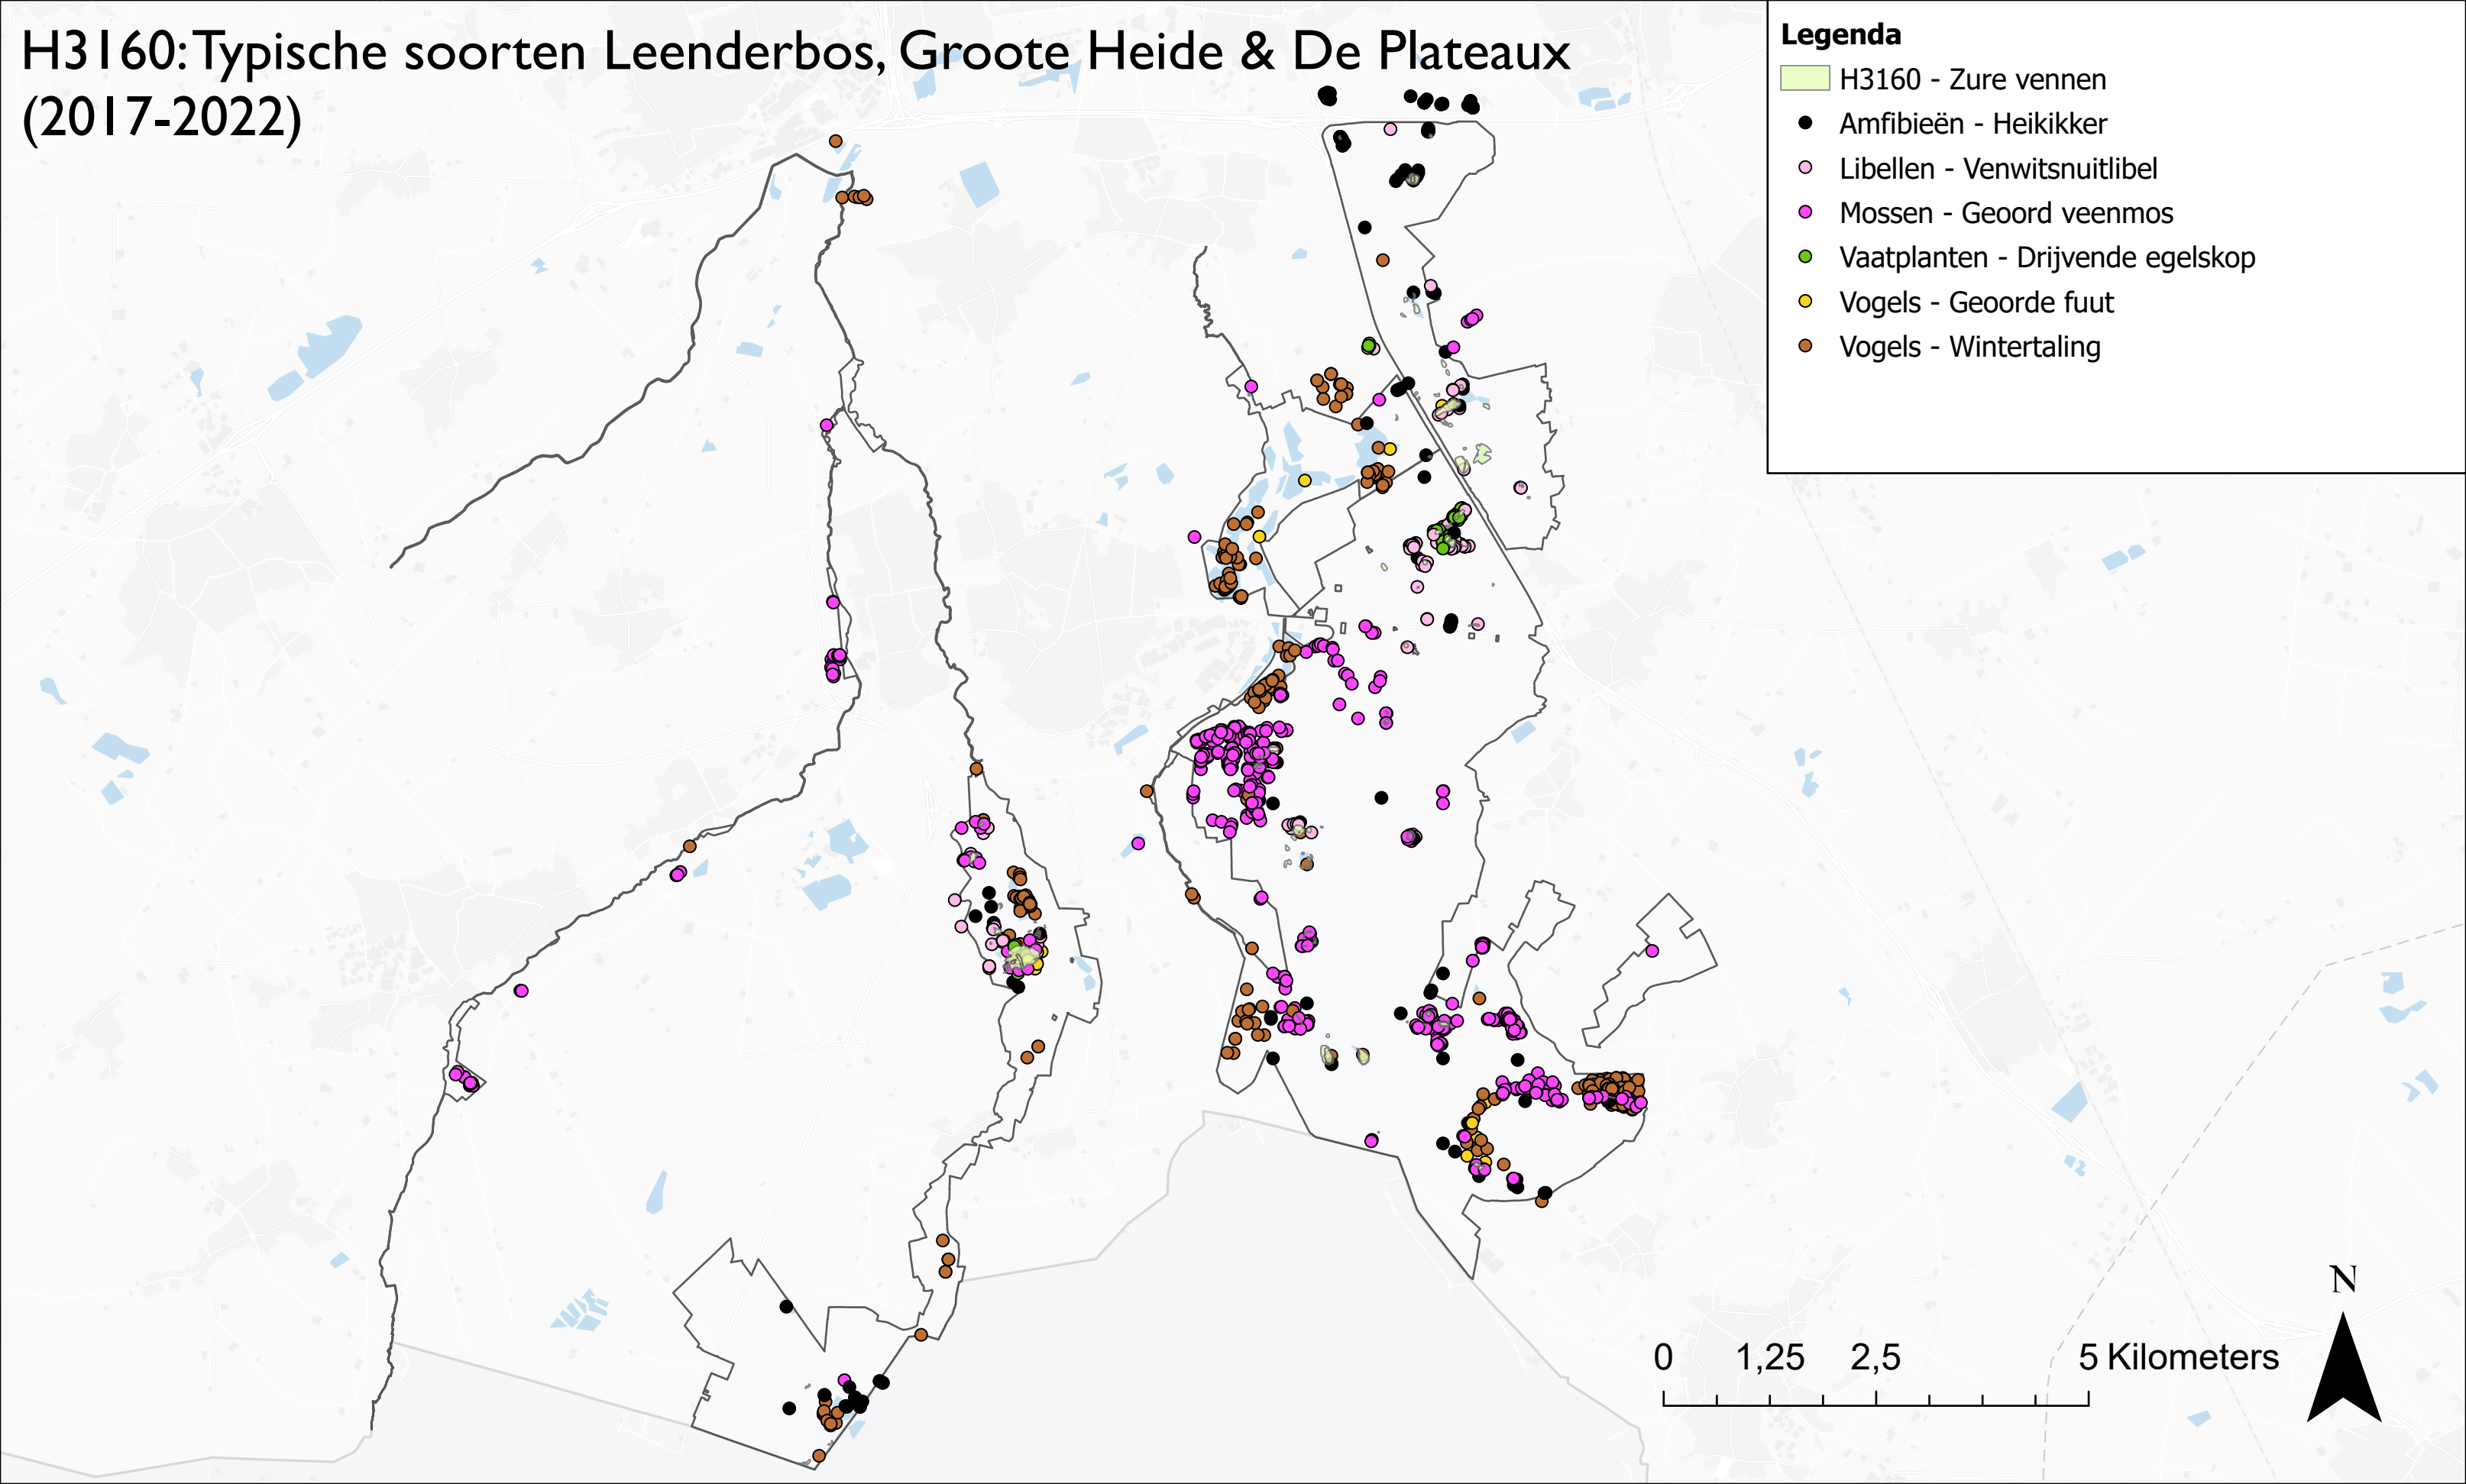 H3160: Typische soorten Leenderbos, Groote Heide & De Plateaux
(2017-2022)
Legenda
H3160 - Zure vennen
Amfibieën - Heikikker
Libellen - Venwitsnuitlibel
Mossen - Geoord veenmos
Vaatplanten - Drijvende egelskop
Vogels - Geoorde fuut
Vogels - Wintertaling
N
0 1,25 2,5 5 Kilometers